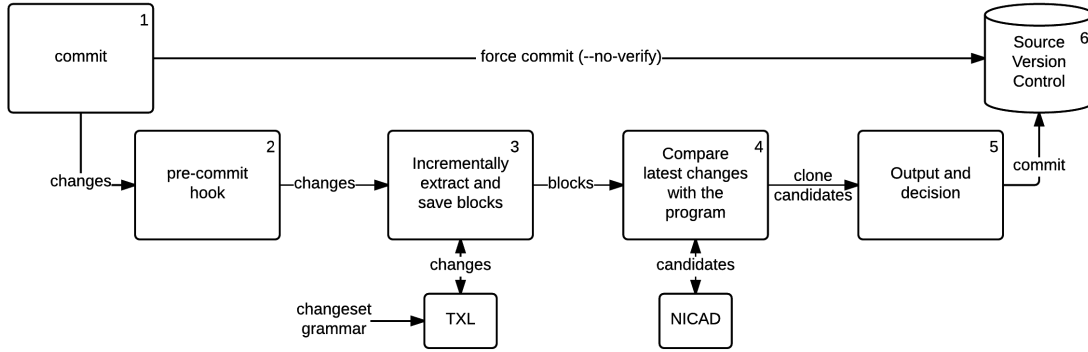 1
commit
force commit (--no-verify)
6
Source
Version
Control
changes
2
pre-commit
hook
changes
3
Incrementally
extract and
save blocks
blocks
4
Compare
latest changes
with the
program
clone
candidates
5
Output and
decision
commit
changes
candidates
changeset
grammar
TXL
NICAD